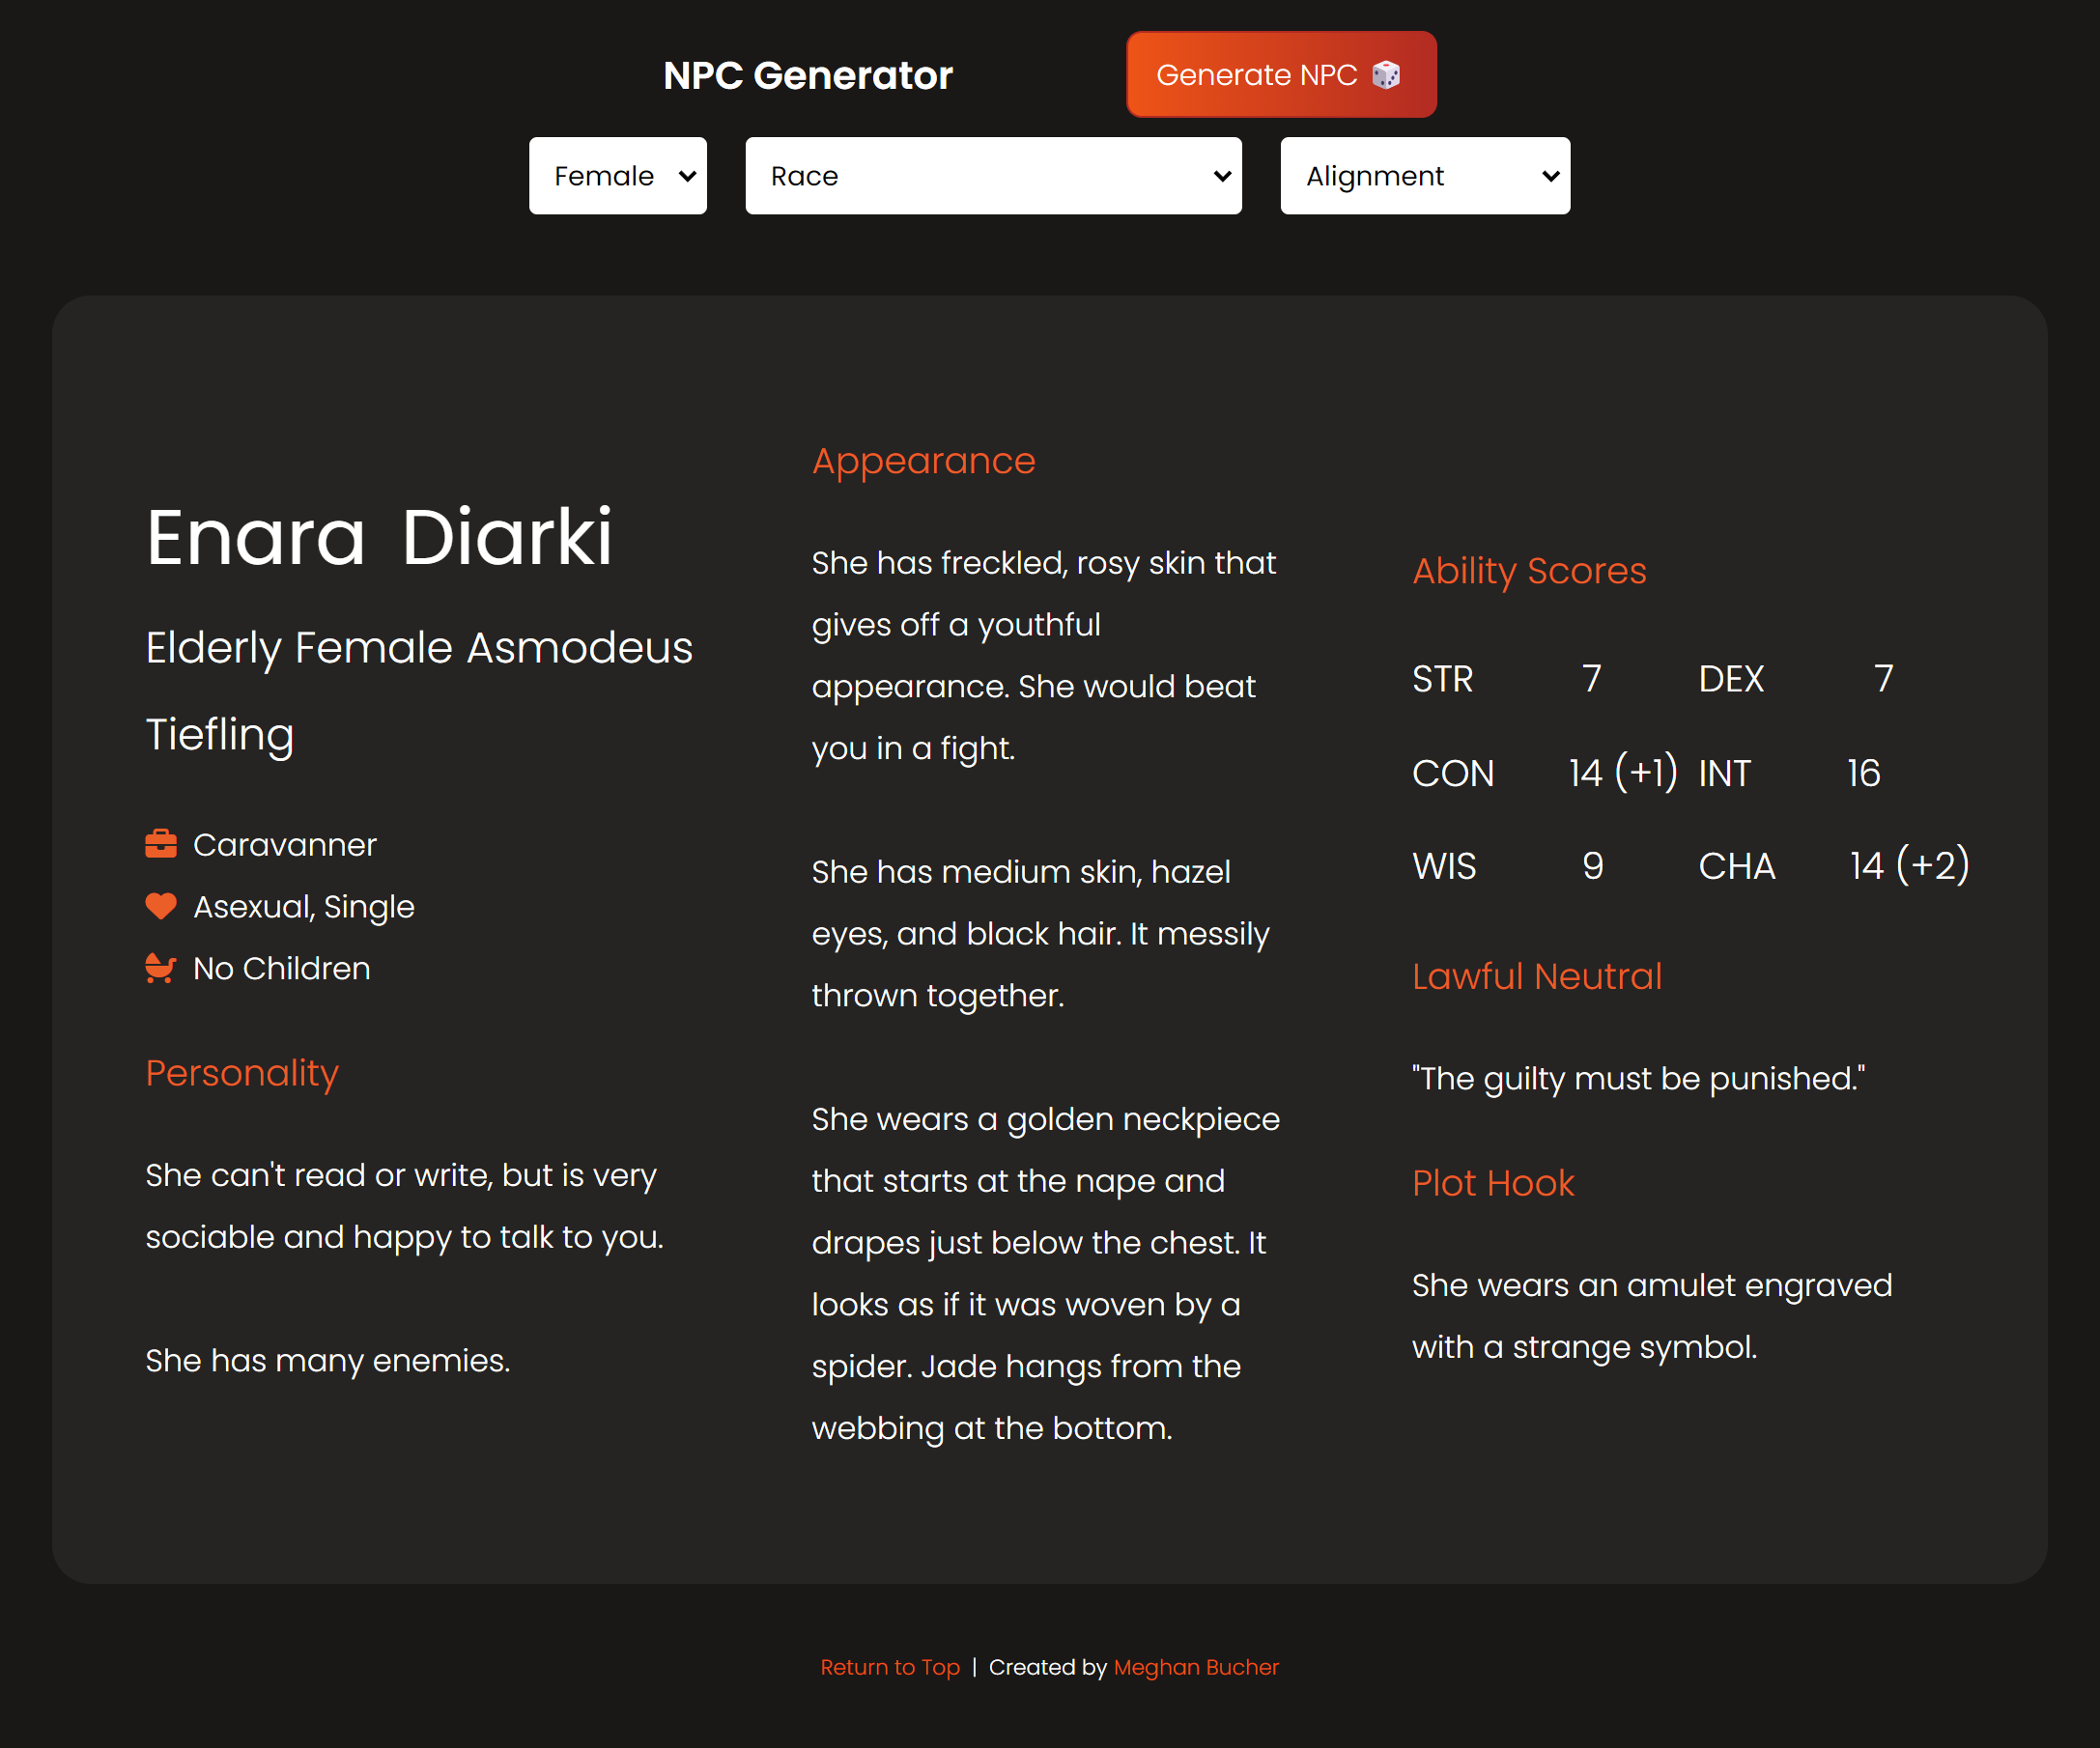 NPC Generator
Generate NPC
Female
Race
Alignment
Enara Diarki
Elderly Female Asmodeus
Tiefling
Caravanner
Asexual, Single
No Children
Personality
She can't read or write, but is very
sociable and happy to talk to you.
She has many enemies.
Appearance
She has freckled, rosy skin that
gives off a youthful
appearance. She would beat
you in a fight.
She has medium skin, hazel
eyes, and black hair. It messily
thrown together.
She wears a golden neckpiece
that starts at the nape and
drapes just below the chest. It
looks as if it was woven by a
spider. Jade hangs from the
webbing at the bottom.
Ability Scores
STR 7 DEX 7
CON 14 (+1) INT 16
WIS 9 CHA 14 (+2)
Lawful Neutral
"The guilty must be punished."
Plot Hook
She wears an amulet engraved
with a strange symbol.
Return to Top | Created by Meghan Bucher